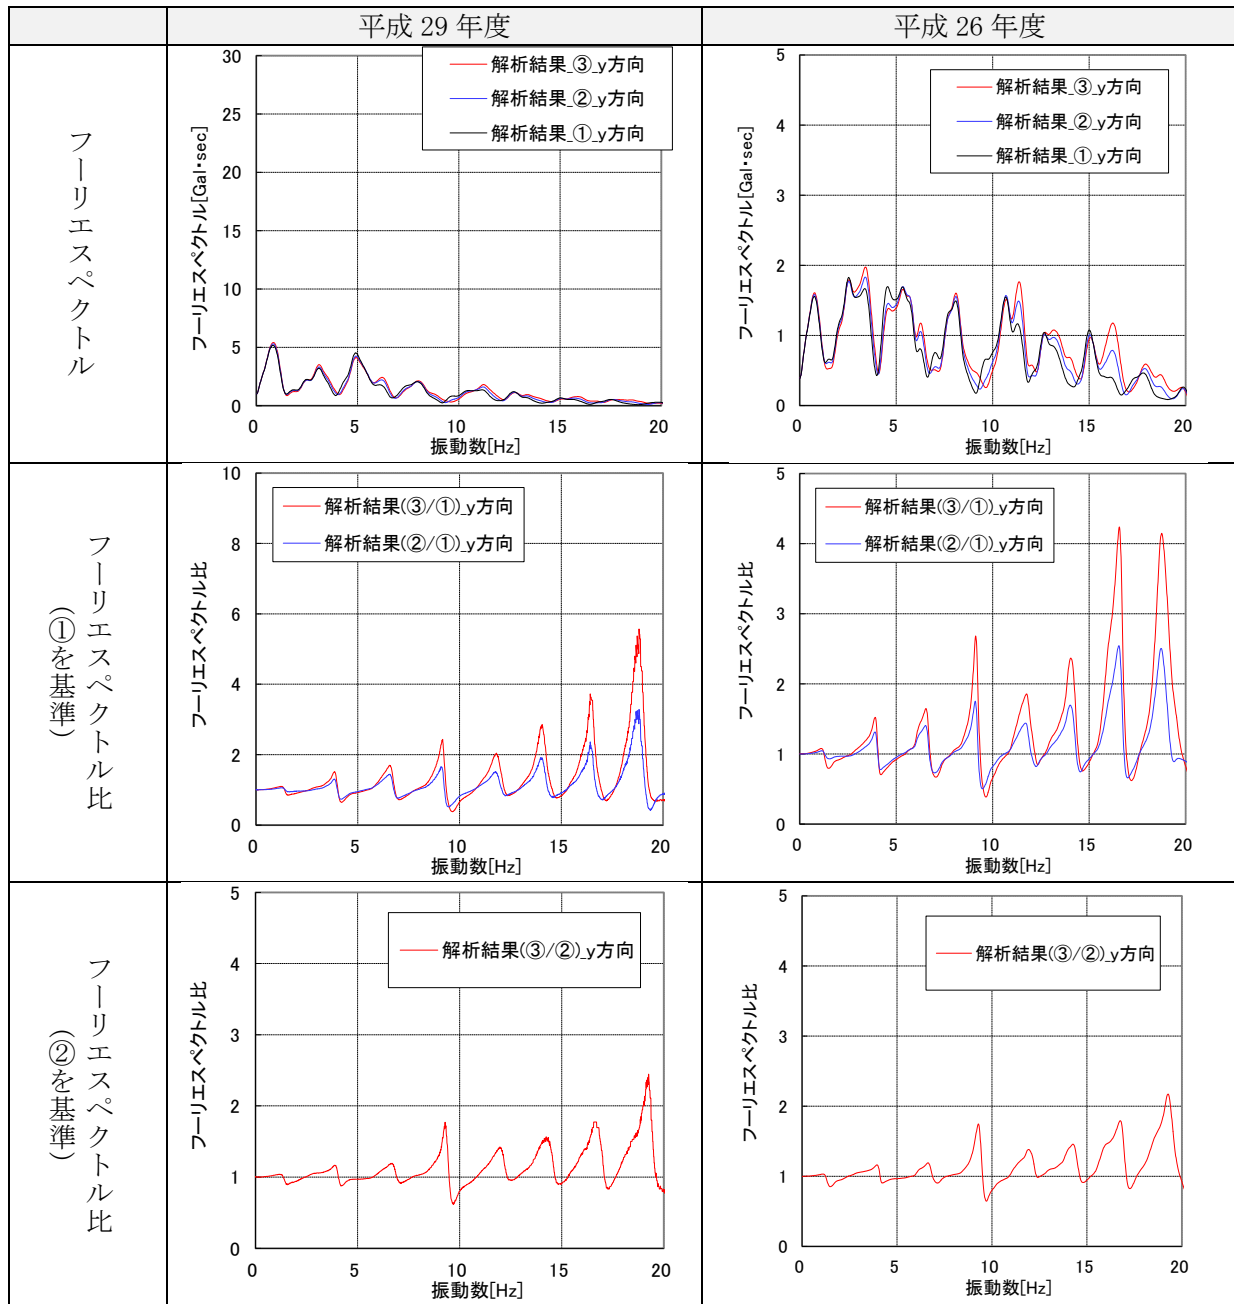 平成 29 年度
平成 26 年度
フーリエスペクトル
フーリエスペクトル[Gal・sec]
30
25
20
15
10
5
0
解析結果_③_y方向
解析結果_②_y方向
解析結果_①_y方向
0
5
10
15
20
振動数[Hz]
フーリエスペクトル[Gal・sec]
5
4
3
2
1
0
解析結果_③_y方向
解析結果_②_y方向
解析結果_①_y方向
0
5
10
15
20
振動数[Hz]
フーリエスペクトル比
(①を基準)
フーリエスペクトル比
10
8
6
4
2
0
解析結果(③/①)_y方向
解析結果(②/①)_y方向
0
5
10
15
20
振動数[Hz]
フーリエスペクトル比
5
4
3
2
1
0
解析結果(③/①)_y方向
解析結果(②/①)_y方向
0
5
10
15
20
振動数[Hz]
フーリエスペクトル比
(②を基準)
フーリエスペクトル比
5
4
3
2
1
0
解析結果(③/②)_y方向
0
5
10
15
20
振動数[Hz]
フーリエスペクトル比
5
4
3
2
1
0
解析結果(③/②)_y方向
0
5
10
15
20
振動数[Hz]